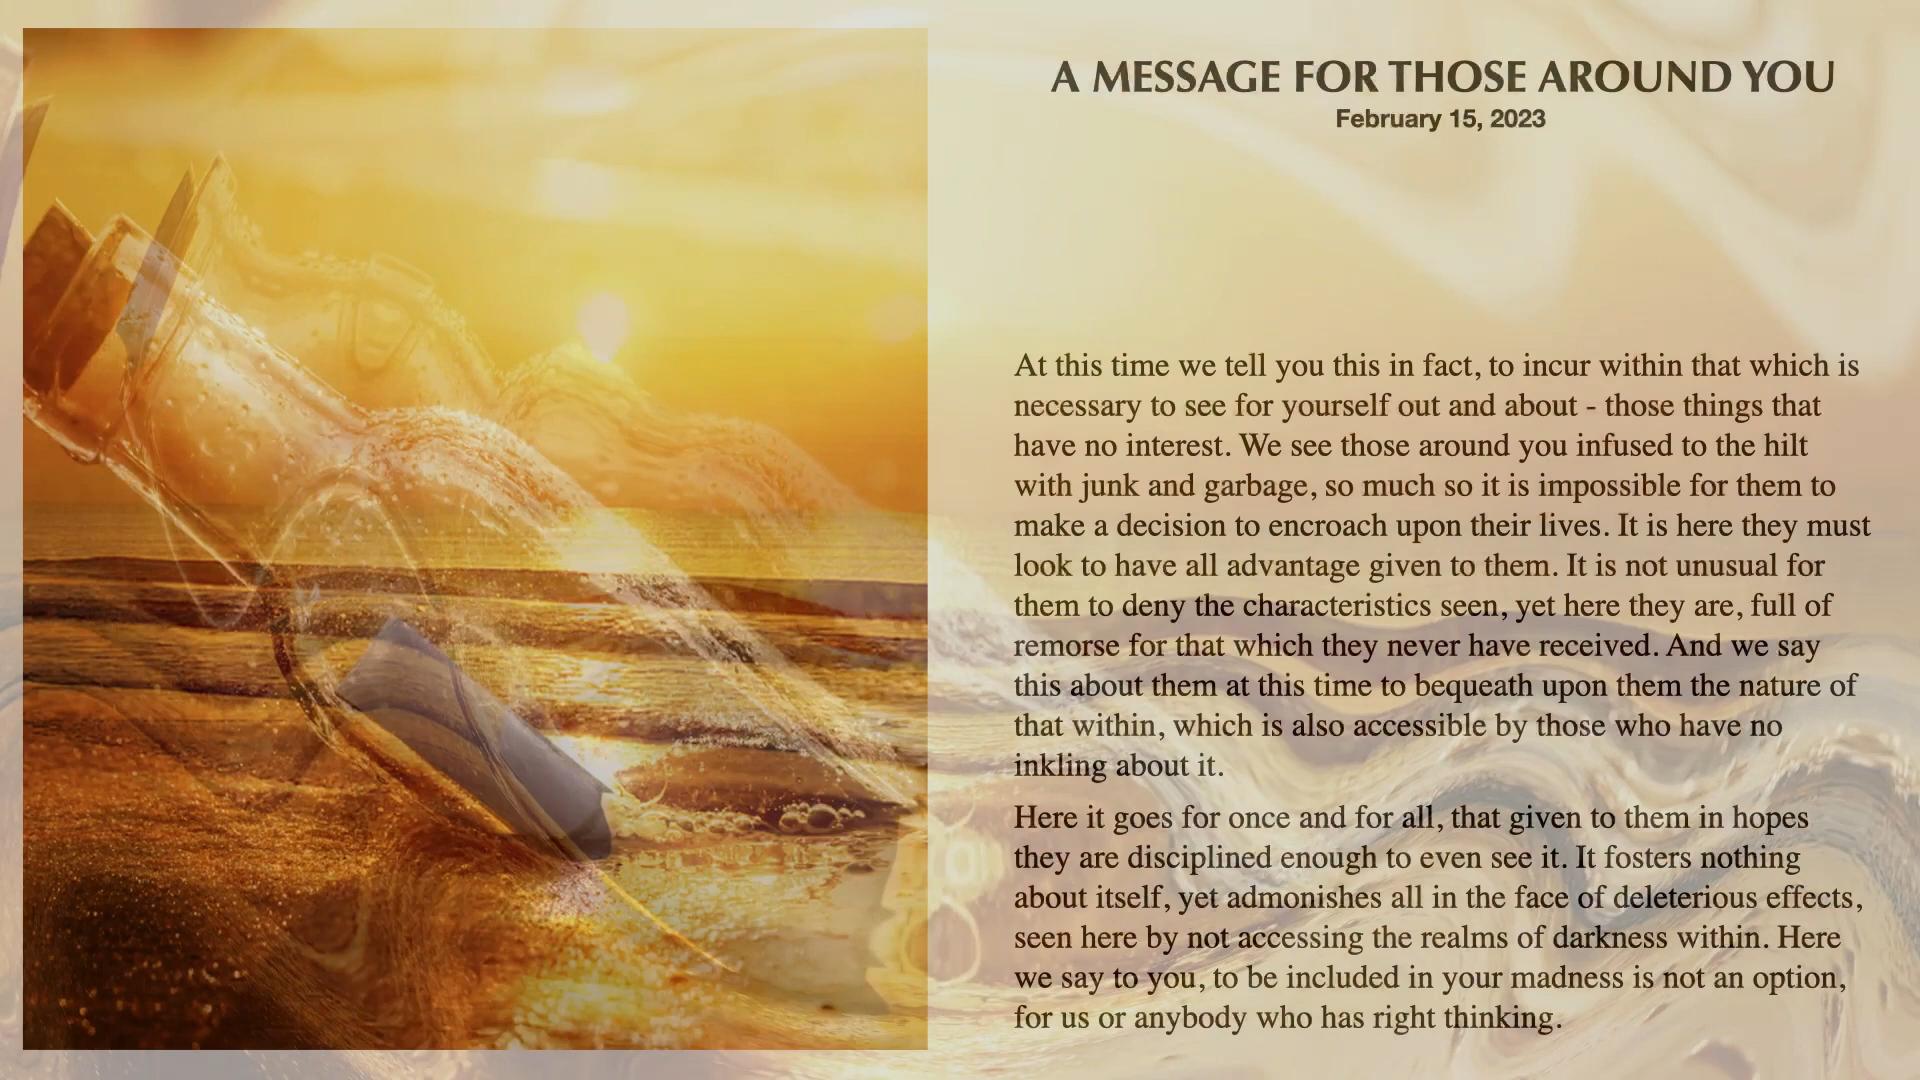 A MESSAGE FOR THOSE AROUND YOU
February 15, 2023
At this time we tell you this in fact, to incur within that which is
necessary to see for yourself out and about - those things that
have no interest. We see those around you infused to the hilt
with junk and garbage, so much so it is impossible for them to
make a decision to encroach upon their lives. It is here they must
look to have all advantage given to them. It is not unusual for
them to deny the characteristics seen, yet here they are, full of
remorse for that which they never have received. And we say
this about them at this time to bequeath upon them the nature of
that within, which is also accessible by those who have no
inkling about it.
Here it goes for once and for all, that given to them in hopes
they are disciplined enough to even see it. It fosters nothing
about itself, yet admonishes all in the face of deleterious effects,
seen here by not accessing the realms of darkness within. Here
we say to you, to be included in your madness is not an option,
for us or anybody who has right thinking.